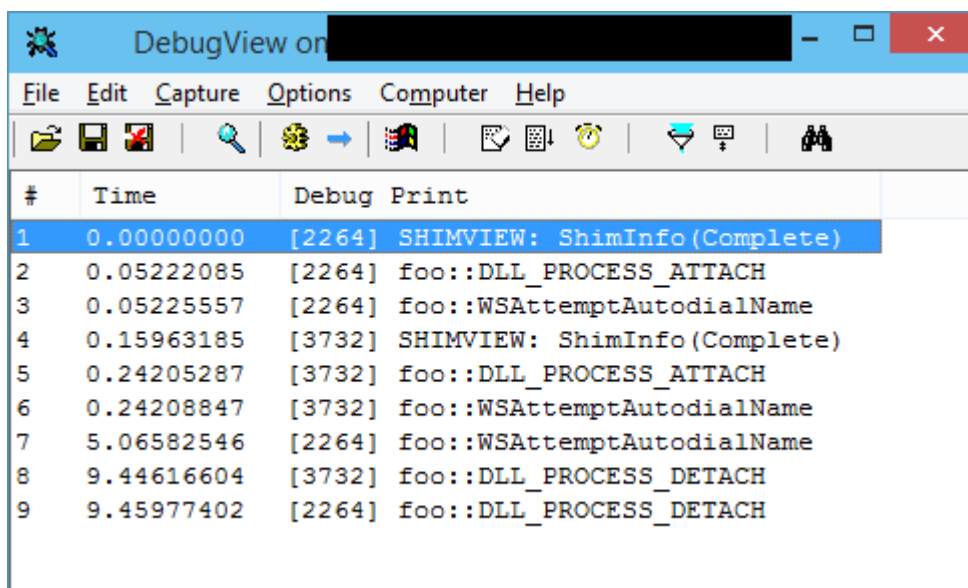 DebugView on
File Edit Capture Options Computer Help
# Time Debug Print
1 0.00000000 [2264] SHIMVIEW: ShimInfo(Complete)
2 0.05222085 [2264] foo::DLL_PROCESS_ATTACH
3 0.05225557 [2264] foo::WSAttemptAutodialName
4 0.15963185 [3732] SHIMVIEW: ShimInfo(Complete)
5 0.24205287 [3732] foo::DLL_PROCESS_ATTACH
6 0.24208847 [3732] foo::WSAttemptAutodialName
7 5.06582546 [2264] foo::WSAttemptAutodialName
8 9.44616604 [3732] foo::DLL_PROCESS_DETACH
9 9.45977402 [2264] foo::DLL_PROCESS_DETACH